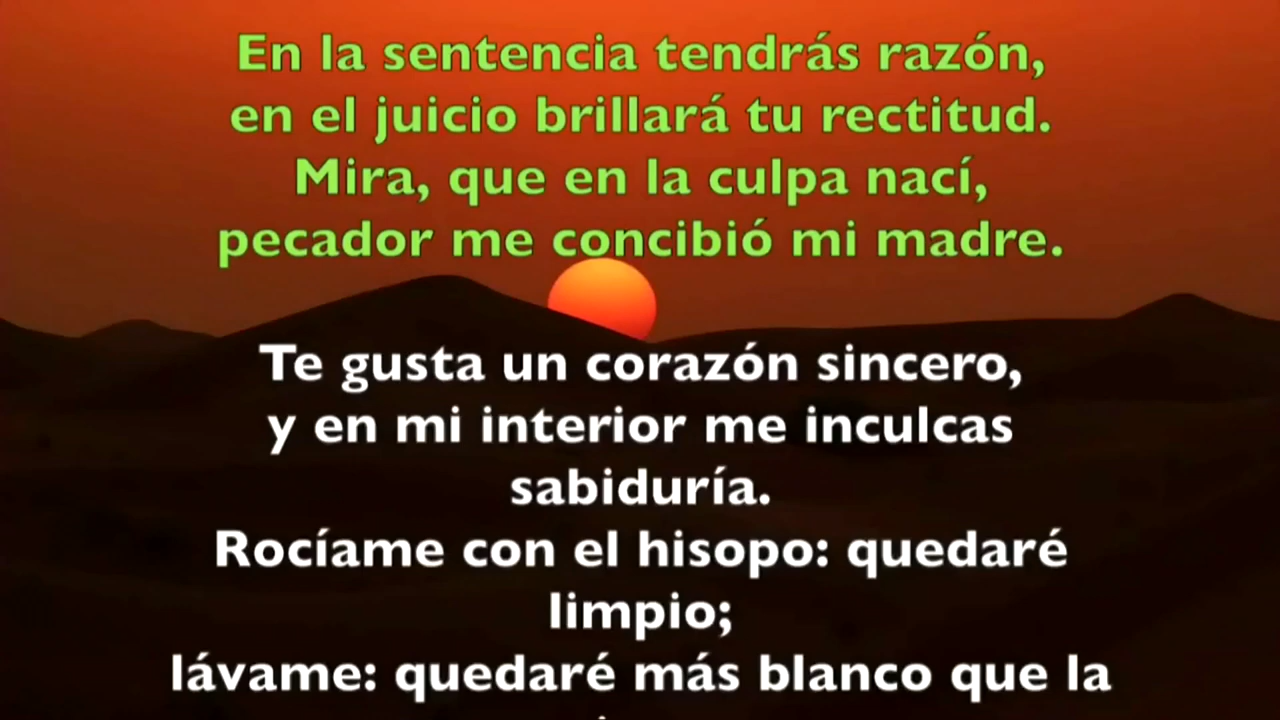 En la sentencia tendrás razón,
en el juicio brillará tu rectitud.
Mira, que en la culpa nací,
pecador me concibió mi madre.
Te gusta un corazón sincero,
y en mi interior me inculcas
sabiduría.
Rocíame con el hisopo: quedaré
limpio;
lávame: quedaré más blanco que la